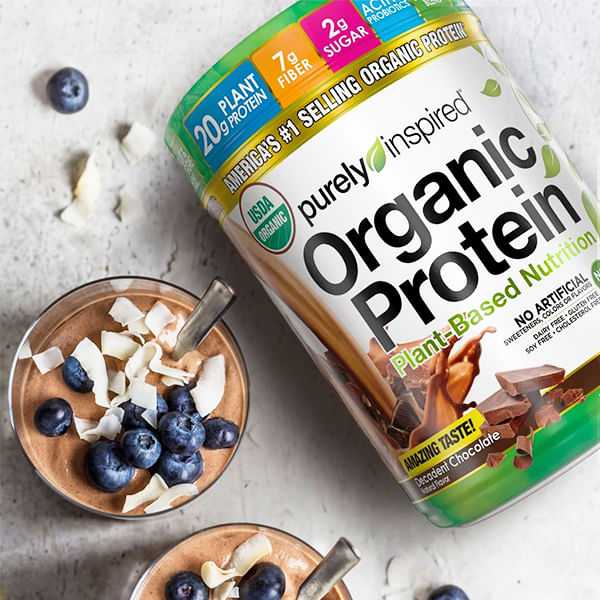 20g PLANT
PROTEIN
7g
FIBER
2g
SUGAR
PROBIOTICS
AMERICA'S #1 SELLING ORGANIC PROTEIN
USDA
ORGANIC
purely inspired®
Organic
Protein
Plant-Based Nutrition
NO ARTIFICIAL
SWEETENERS, COLORS OR FLAVORS
DAIRY FREE • GLUTEN FREE
SOY FREE • CHOLESTEROL FREE
AMAZING TASTE!
Decadent Chocolate
Natural Flavor